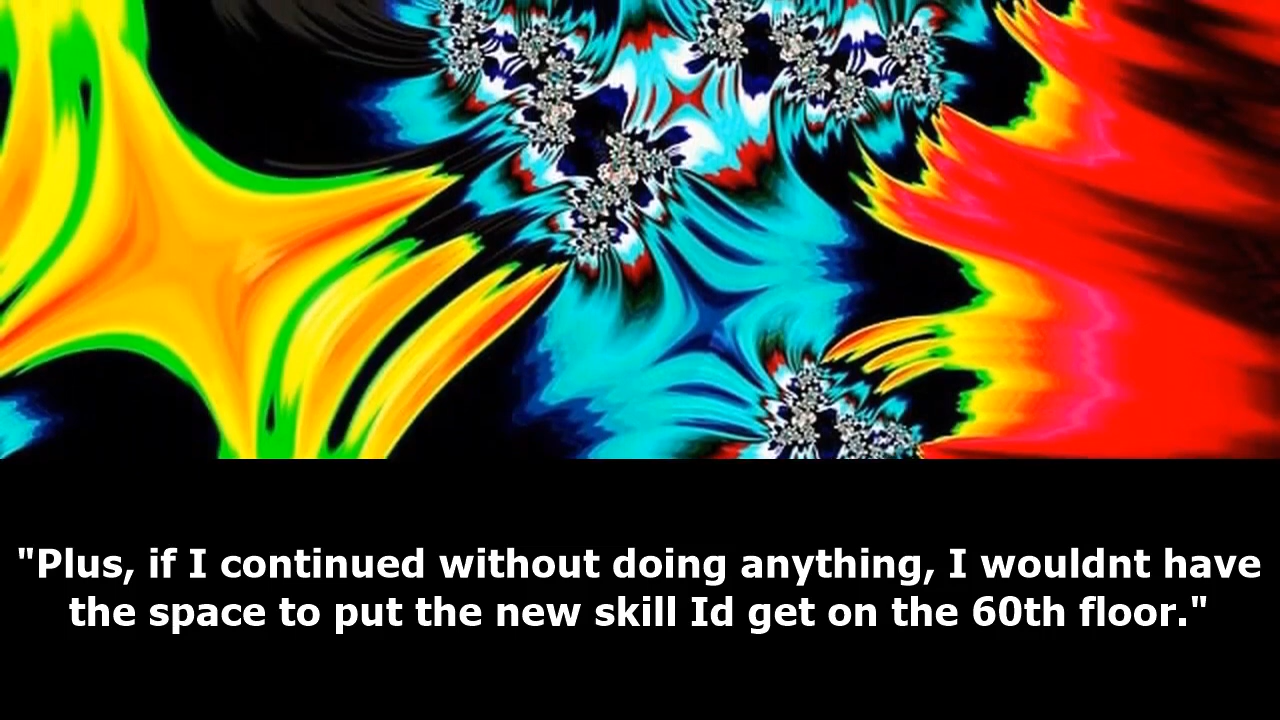 "Plus, if I continued without doing anything, I wouldnt have
the space to put the new skill Id get on the 60th floor."